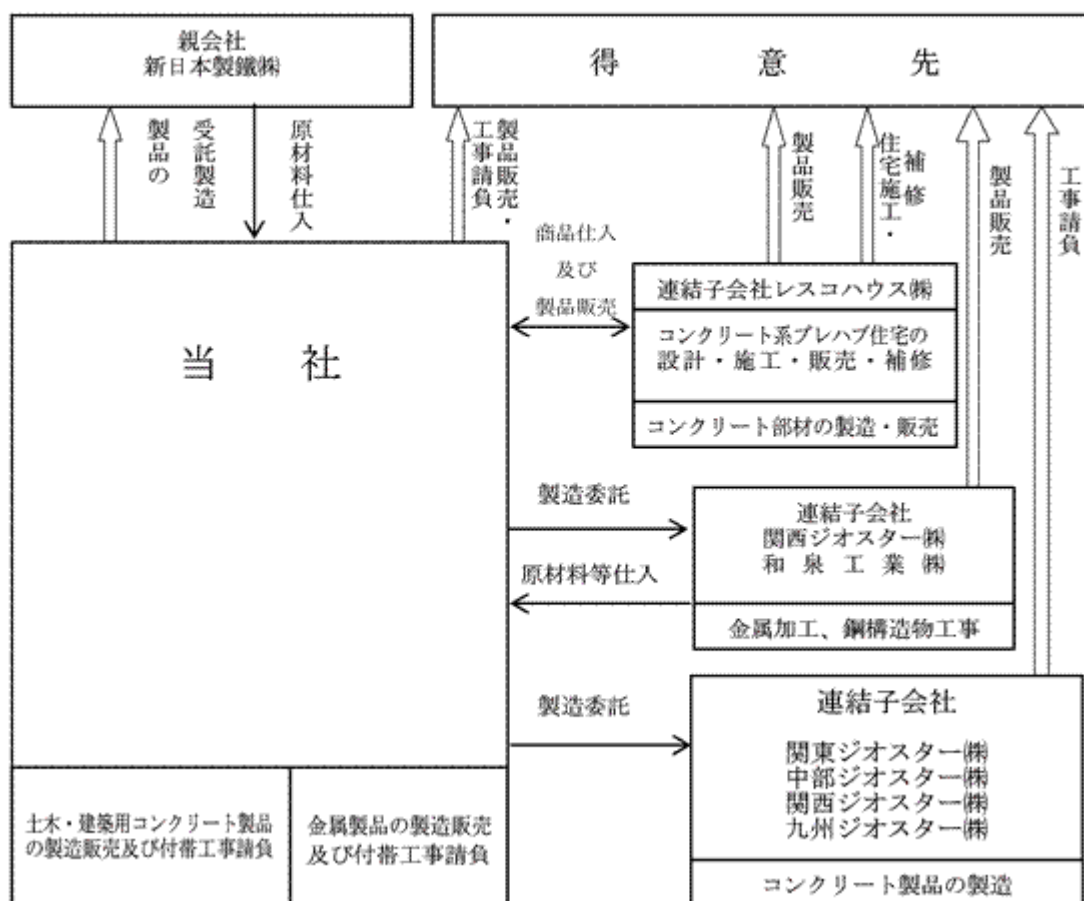 親会社
新日本製鐵㈱
得意先
製品の
受託製造
原材料仕入
製品販売・
工事請負
製品販売
住宅施工・
補修
製品販売
工事請負
商品仕入
及び
製品販売
連結子会社レスコハウス㈱
コンクリート系プレハブ住宅の
設計・施工・販売・補修
コンクリート部材の製造・販売
当社
製造委託
原材料等仕入
連結子会社
関西ジオスター㈱
和泉工業㈱
金属加工、鋼構造物工事
製造委託
連結子会社
関東ジオスター㈱
中部ジオスター㈱
関西ジオスター㈱
九州ジオスター㈱
コンクリート製品の製造
土木・建築用コンクリート製品
の製造販売及び付帯工事請負
金属製品の製造販売
及び付帯工事請負